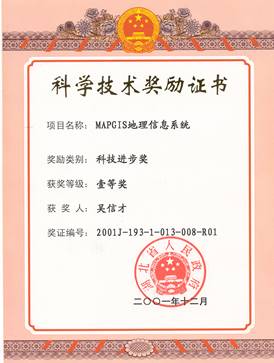 科学技术奖励证书
项目名称：MAPGIS地理信息系统
奖励类别：科技进步奖
获奖等级：壹等奖
获奖人：吴信才
奖证编号：2001J-193-1-013-008-R01
湖北省人民政府
二〇〇一年十二月